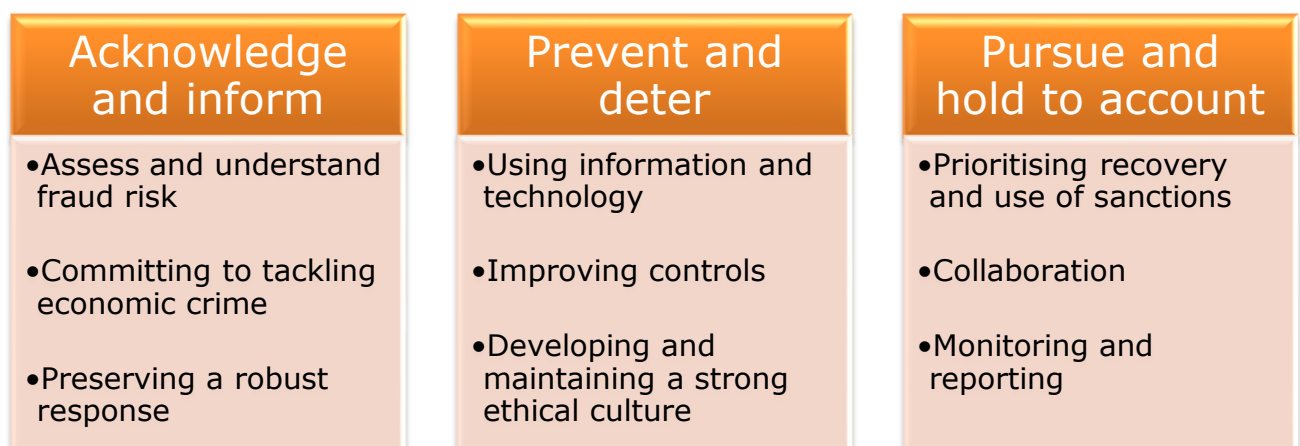 Acknowledge
and inform
•Assess and understand
fraud risk
•Committing to tackling
economic crime
•Preserving a robust
response
Prevent and
deter
•Using information and
technology
•Improving controls
•Developing and
maintaining a strong
ethical culture
Pursue and
hold to account
•Prioritising recovery
and use of sanctions
•Collaboration
•Monitoring and
reporting